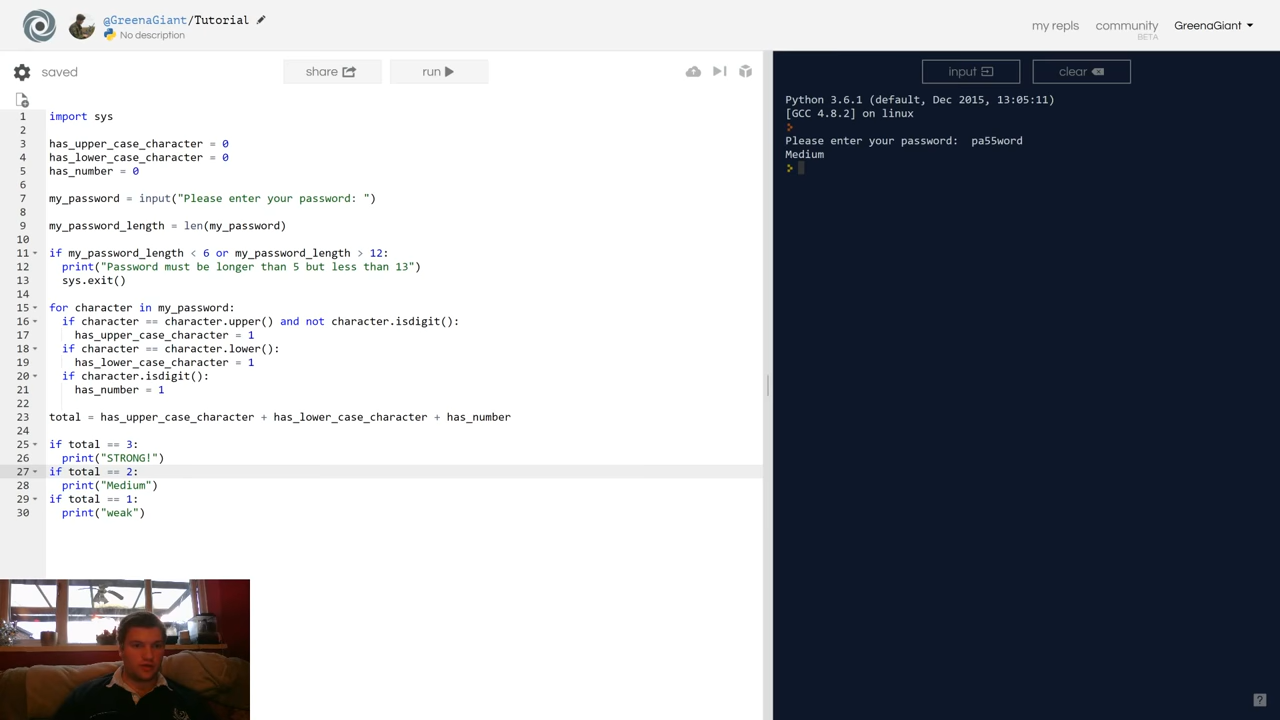 @GreenaGiant/Tutorial
No description
my repls
community
BETA
GreenaGiant
saved
share
run
input
clear
1 import sys
2
3 has_upper_case_character = 0
4 has_lower_case_character = 0
5 has_number = 0
6
7 my_password = input("Please enter your password: ")
8
9 my_password_length = len(my_password)
10
11 if my_password_length < 6 or my_password_length > 12:
12 print("Password must be longer than 5 but less than 13")
13 sys.exit()
14
15 for character in my_password:
16 if character == character.upper() and not character.isdigit():
17 has_upper_case_character = 1
18 if character == character.lower():
19 has_lower_case_character = 1
20 if character.isdigit():
21 has_number = 1
22
23 total = has_upper_case_character + has_lower_case_character + has_number
24
25 if total == 3:
26 print("STRONG!")
27 if total == 2:
28 print("Medium")
29 if total == 1:
30 print("weak")
Python 3.6.1 (default, Dec 2015, 13:05:11)
[GCC 4.8.2] on linux
Please enter your password:  pa55word
Medium
?